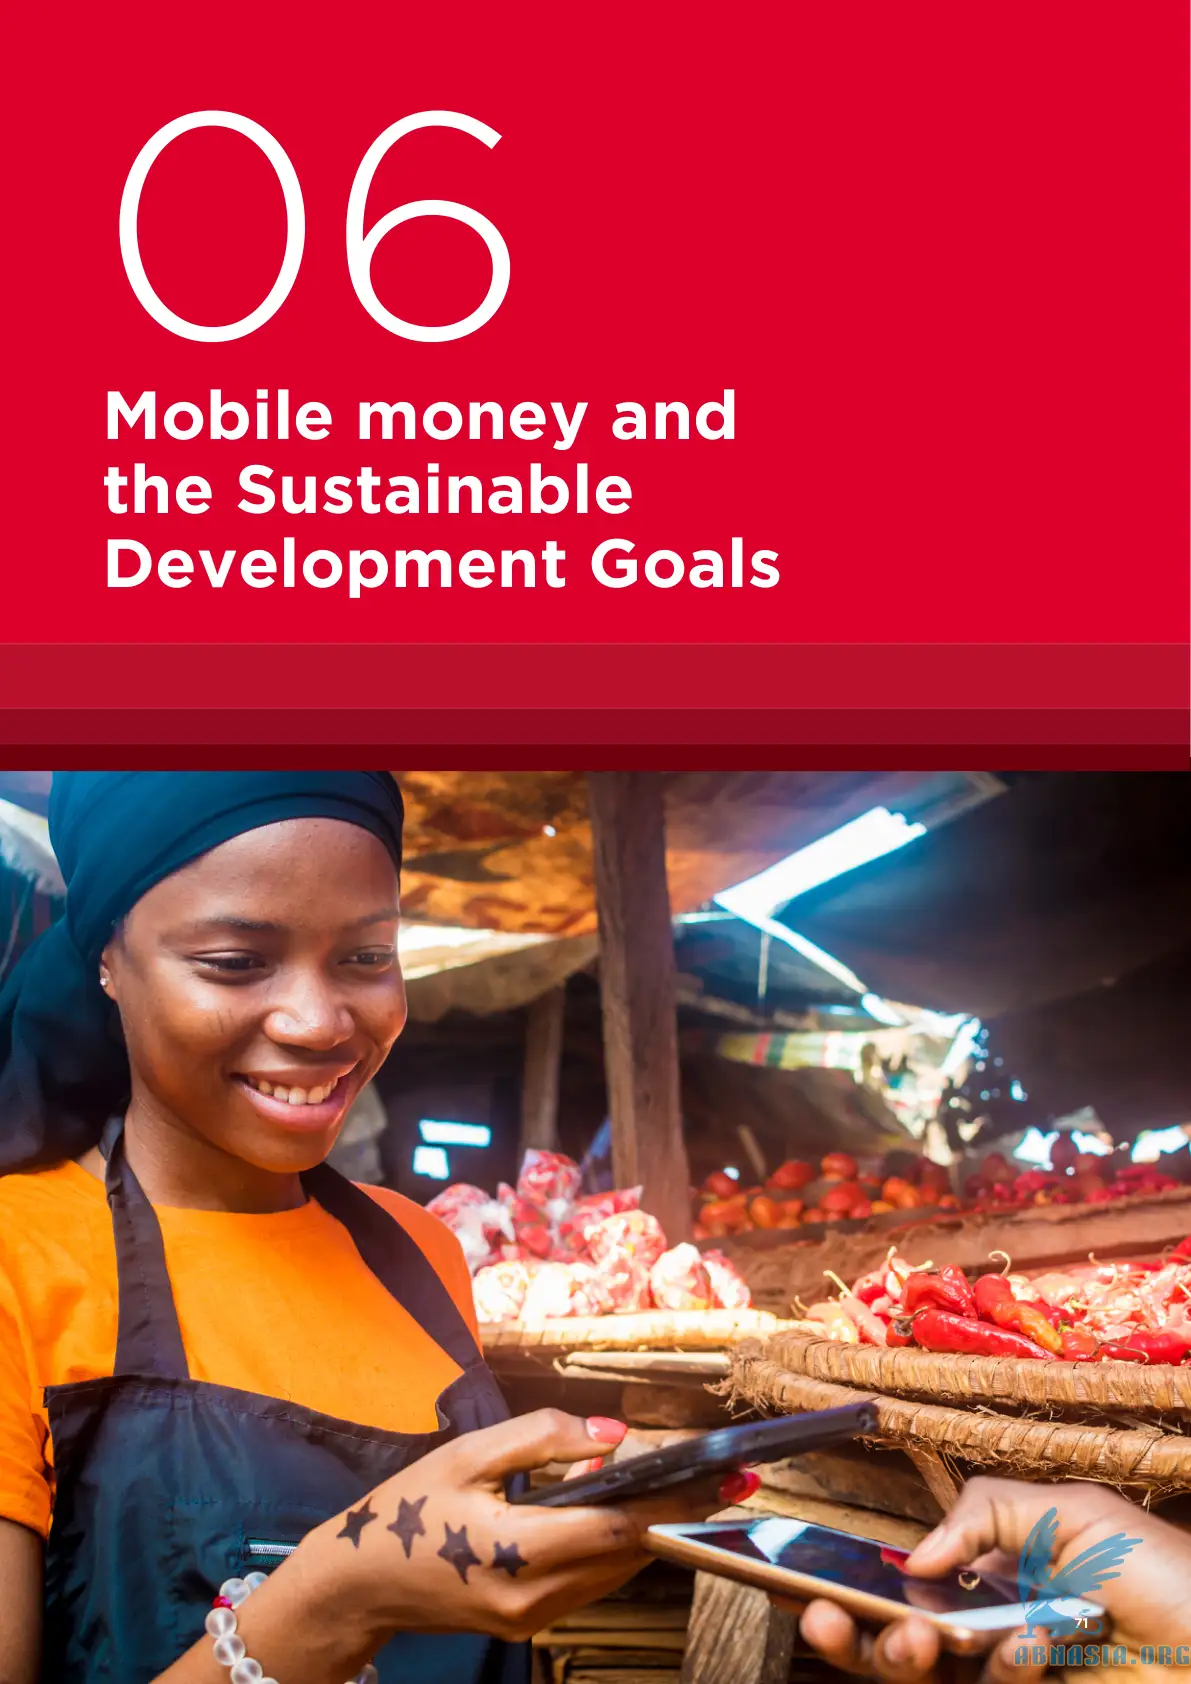 06
Mobile money and
the Sustainable
Development Goals
71
ABNASIA.ORG